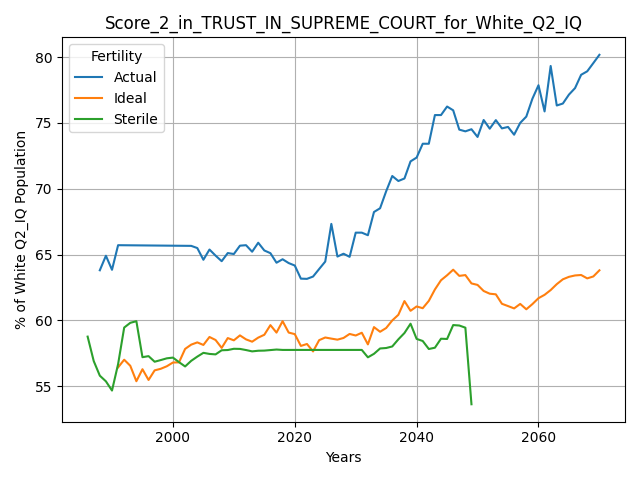 Score_2_in_TRUST_IN_SUPREME_COURT_for_White_Q2_IQ
Fertility
Actual
Ideal
Sterile
% of White Q2_IQ Population
80
75
70
65
60
55
2000
2020
2040
2060
Years